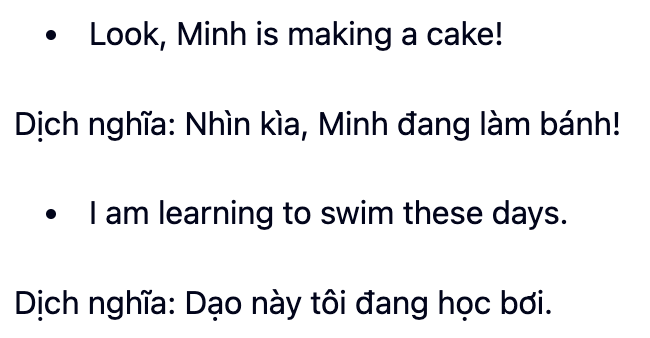 • Look, Minh is making a cake!
Dịch nghĩa: Nhìn kìa, Minh đang làm bánh!
• I am learning to swim these days.
Dịch nghĩa: Dạo này tôi đang học bơi.